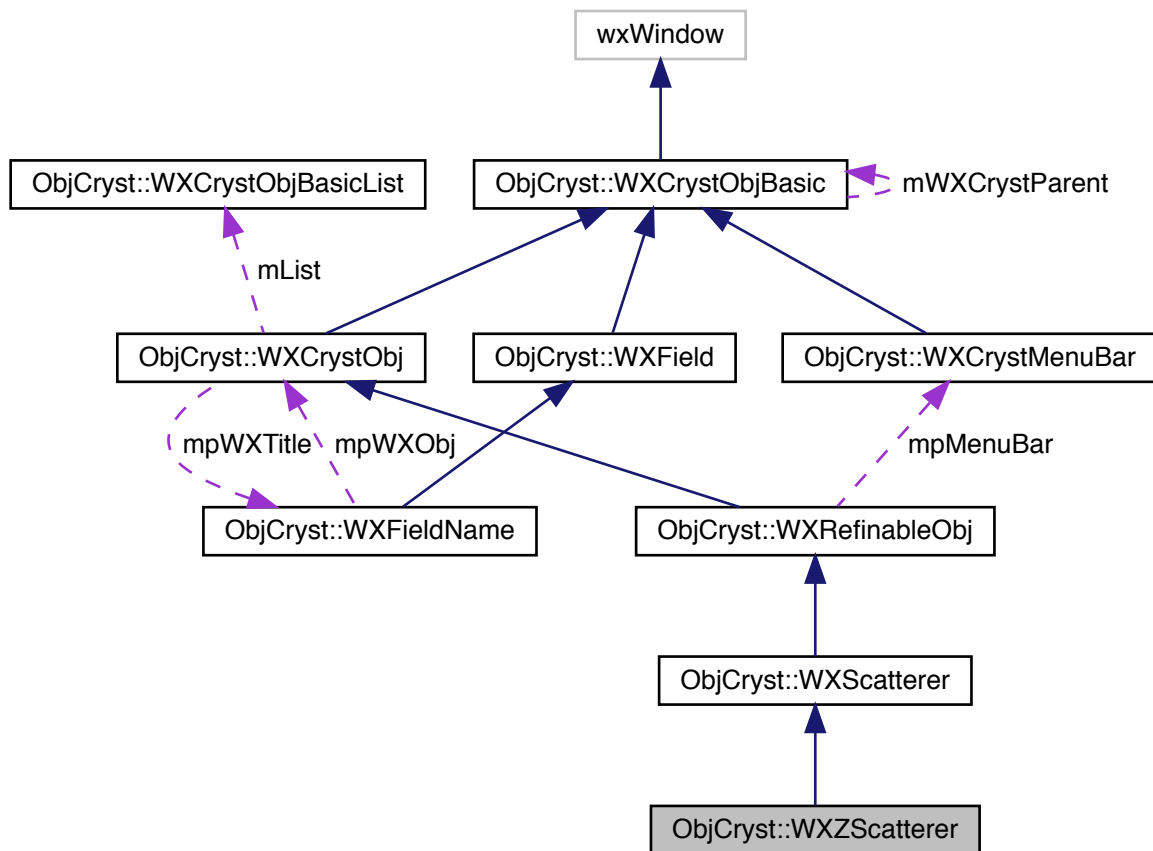 wxWindow
ObjCryst::WXCrystObjBasicList
ObjCryst::WXCrystObjBasic
mWXCrystParent
mList
ObjCryst::WXCrystObj
ObjCryst::WXField
ObjCryst::WXCrystMenuBar
mpWXTitle
mpWXObj
mpMenuBar
ObjCryst::WXFieldName
ObjCryst::WXRefinableObj
ObjCryst::WXScatterer
ObjCryst::WXZScatterer